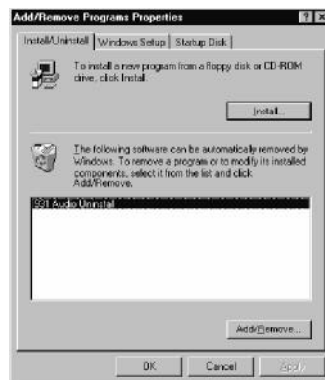 Add/Remove Programs Properties
Install/Uninstall Windows Setup Startup Disk
To install a new program from a floppy disk or CD-ROM
drive, click Install.
Install...
The following software can be automatically removed by
Windows. To remove a program or to modify its installed
components, select it from the list and click
Add/Remove.
931 Audio Uninstall
Add/Remove...
OK Cancel Apply